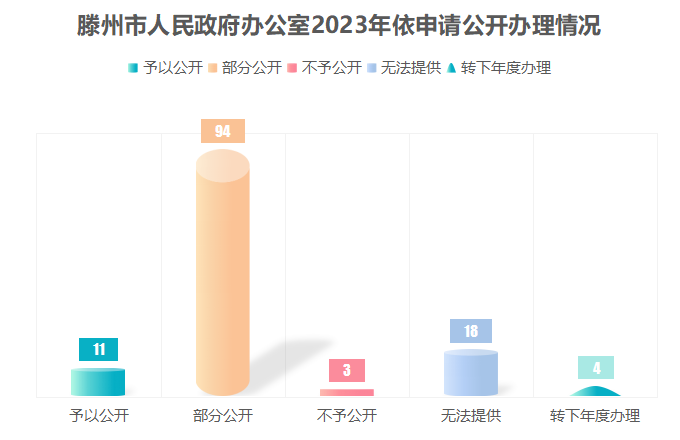 滕州市人民政府办公室2023年依申请公开办理情况
予以公开 部分公开 不予公开 无法提供 转下年度办理
94
18
11
4
3
予以公开 部分公开 不予公开 无法提供 转下年度办理